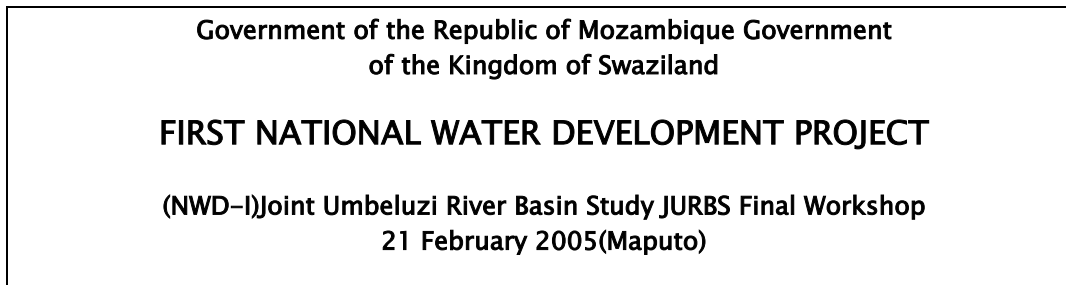 Government of the Republic of Mozambique Government
of the Kingdom of Swaziland
FIRST NATIONAL WATER DEVELOPMENT PROJECT
(NWD-I)Joint Umbeluzi River Basin Study JURBS Final Workshop
21 February 2005(Maputo)